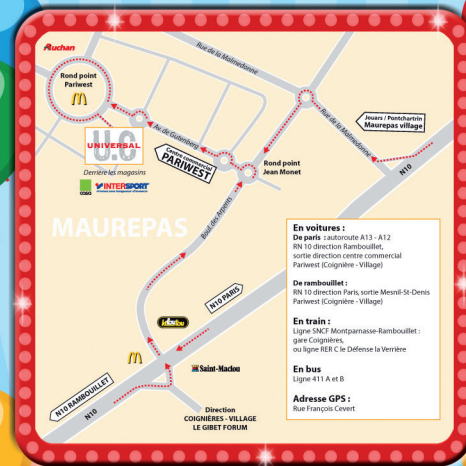 Auchan
Rue de la Malmedonne
Rond point
Pariwest
M
Jouars / Pontchartrin
Maurepas village
Rue de la Malmedonne
Av. de Gutemberg
U.C
UNIVERSAL
Derrière les magasins
Centre commercial
PARIWEST
N10
Rond point
Jean Monet
INTERSPORT
MAUREPAS
Boul. des Arpents
En voitures :
De paris : autoroute A13 - A12
RN 10 direction Rambouillet,
sortie direction centre commercial
Pariwest (Coignière - Village)
De rambouillet :
RN 10 direction Paris, sortie Mesnil-St-Denis
Pariwest (Coignière - Village)
En train :
Ligne SNCF Montparnasse-Rambouillet :
gare Coignières,
ou ligne RER C le Défense la Verrière
En bus
Ligne 411 A et B
Adresse GPS :
Rue François Cevert
N10 PARIS
M
Saint-Maclou
N10 RAMBOUILLET
N10
Direction
COIGNIÈRES - VILLAGE
LE GIBET FORUM